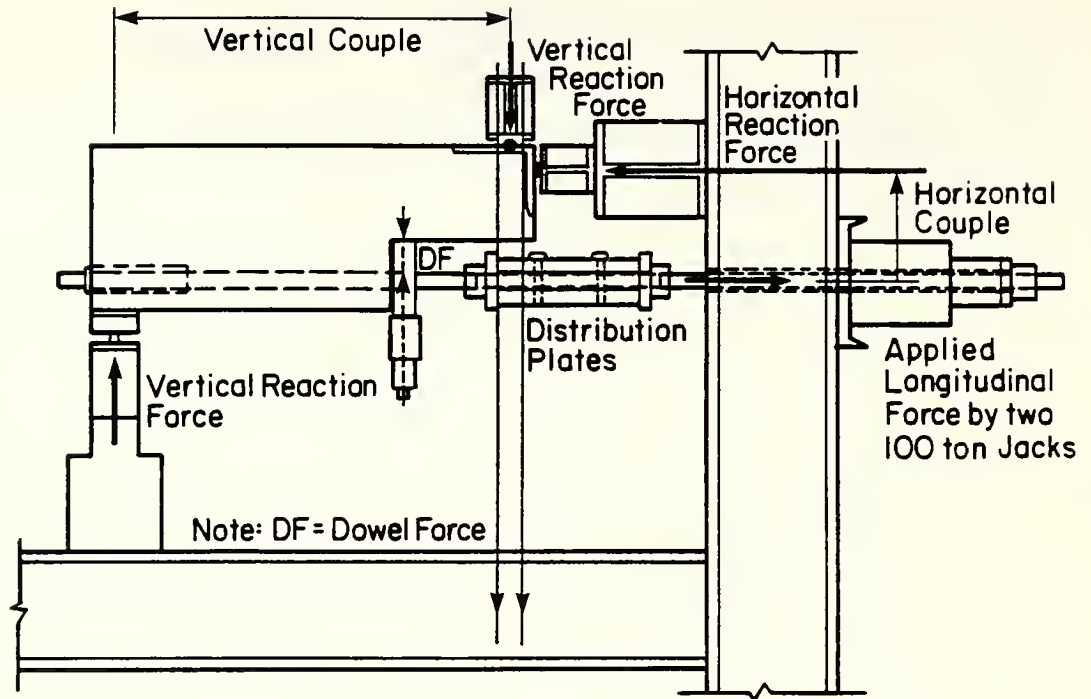 Vertical Couple
Vertical
Reaction
Force
Horizontal
Reaction
Force
Horizontal
Couple
DF
Distribution
Plates
Applied
Longitudinal
Force by two
100 ton Jacks
Vertical Reaction
Force
Note: DF = Dowel Force